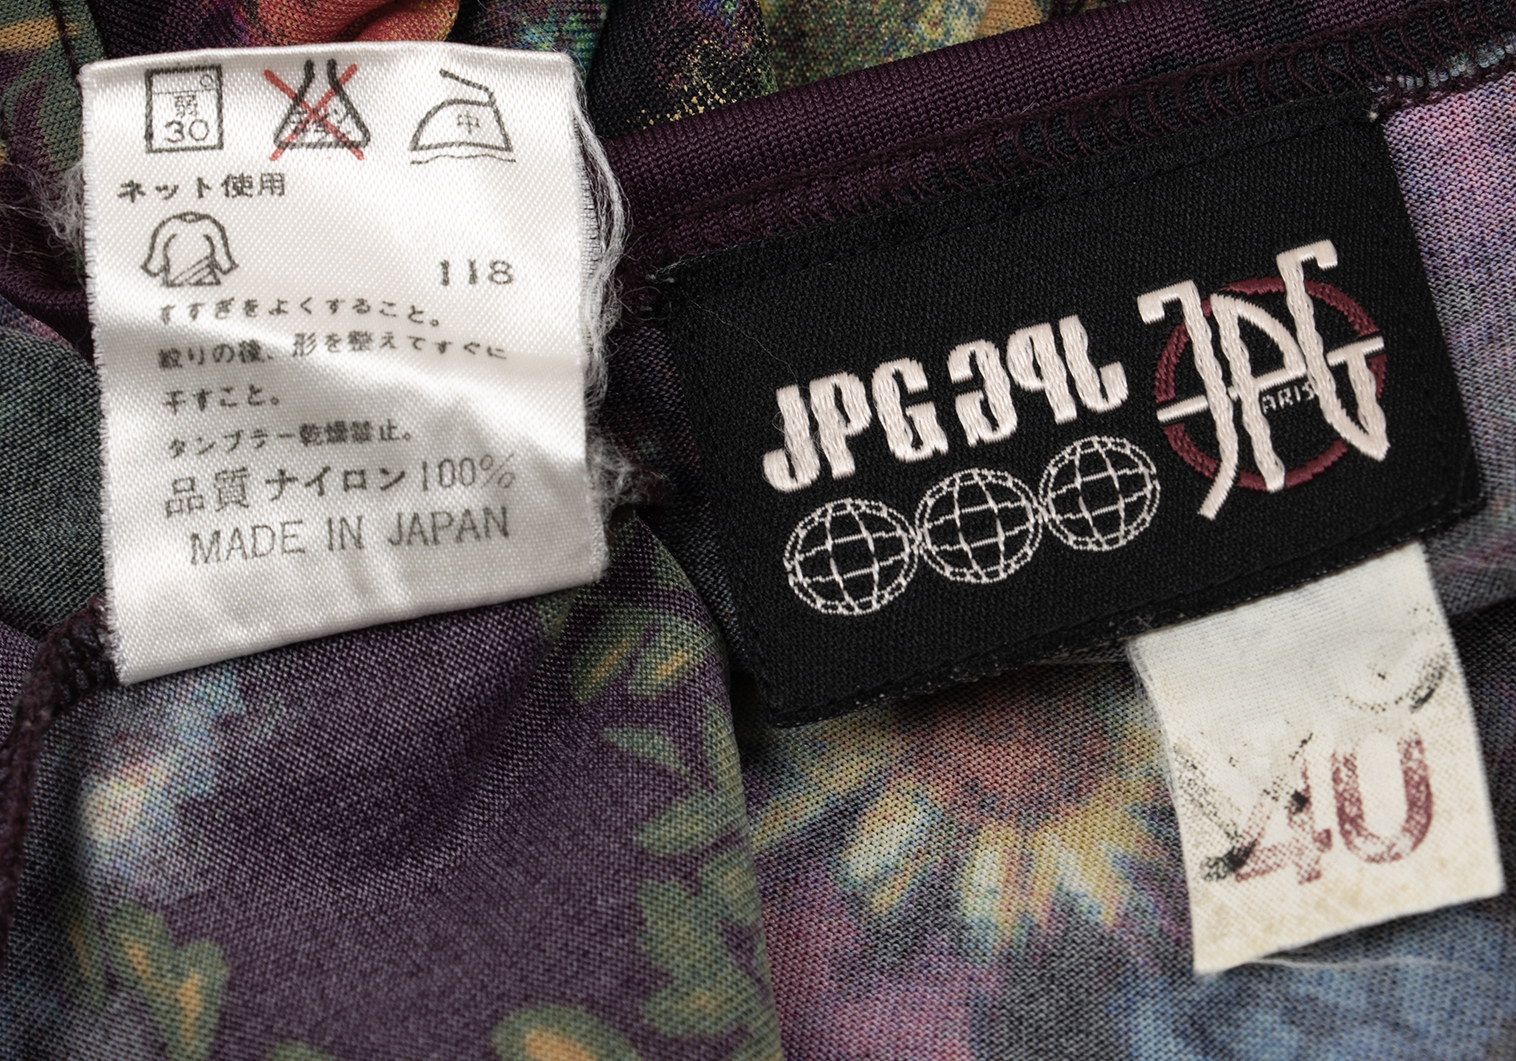 弱
30
中
ネット使用
118
すすぎをよくすること。
絞りの後、形を整えてすぐに
干すこと。
タンブラー乾燥禁止。
品質 ナイロン100%
MADE IN JAPAN
JPG JPG
JPG
PARIS
40